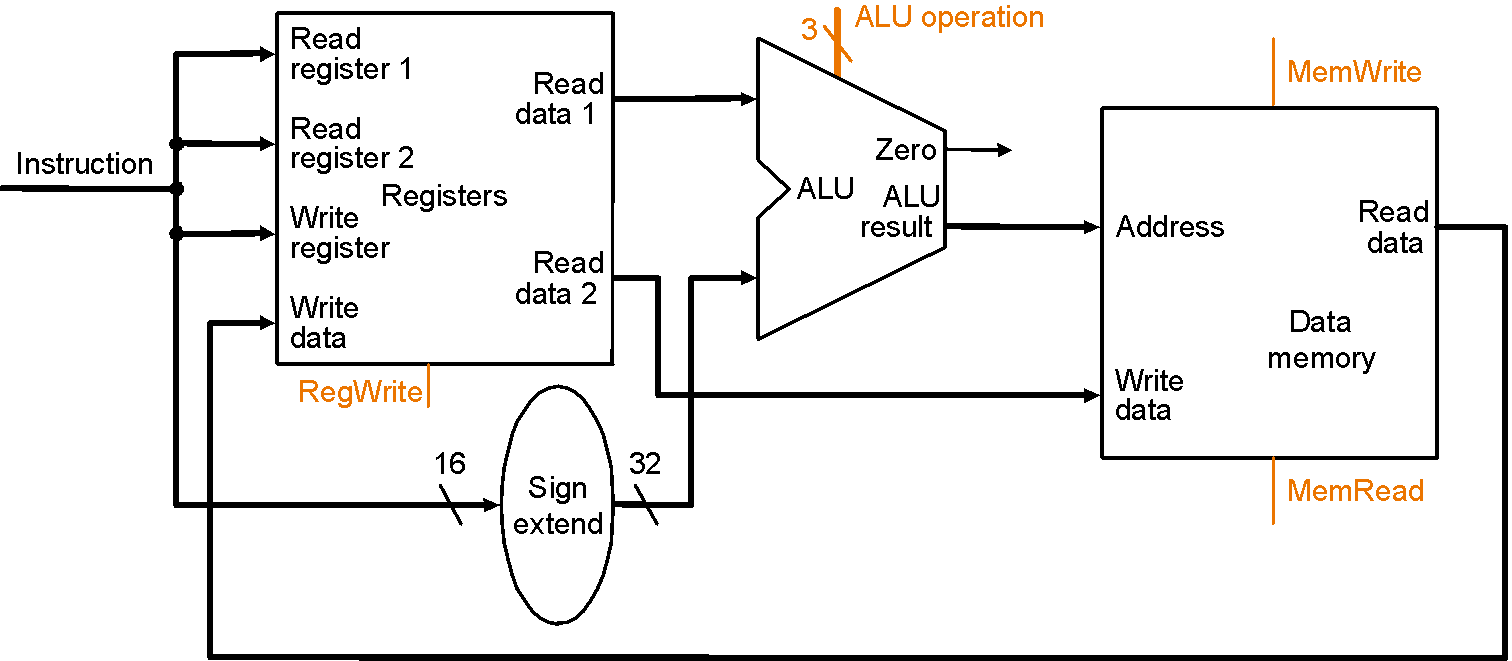 Instruction
Read
register 1
Read
register 2
Registers
Write
register
Write
data
Read
data 1
Read
data 2
RegWrite
16
Sign
extend
32
3
ALU operation
Zero
ALU
ALU
result
MemWrite
Address
Read
data
Data
memory
Write
data
MemRead